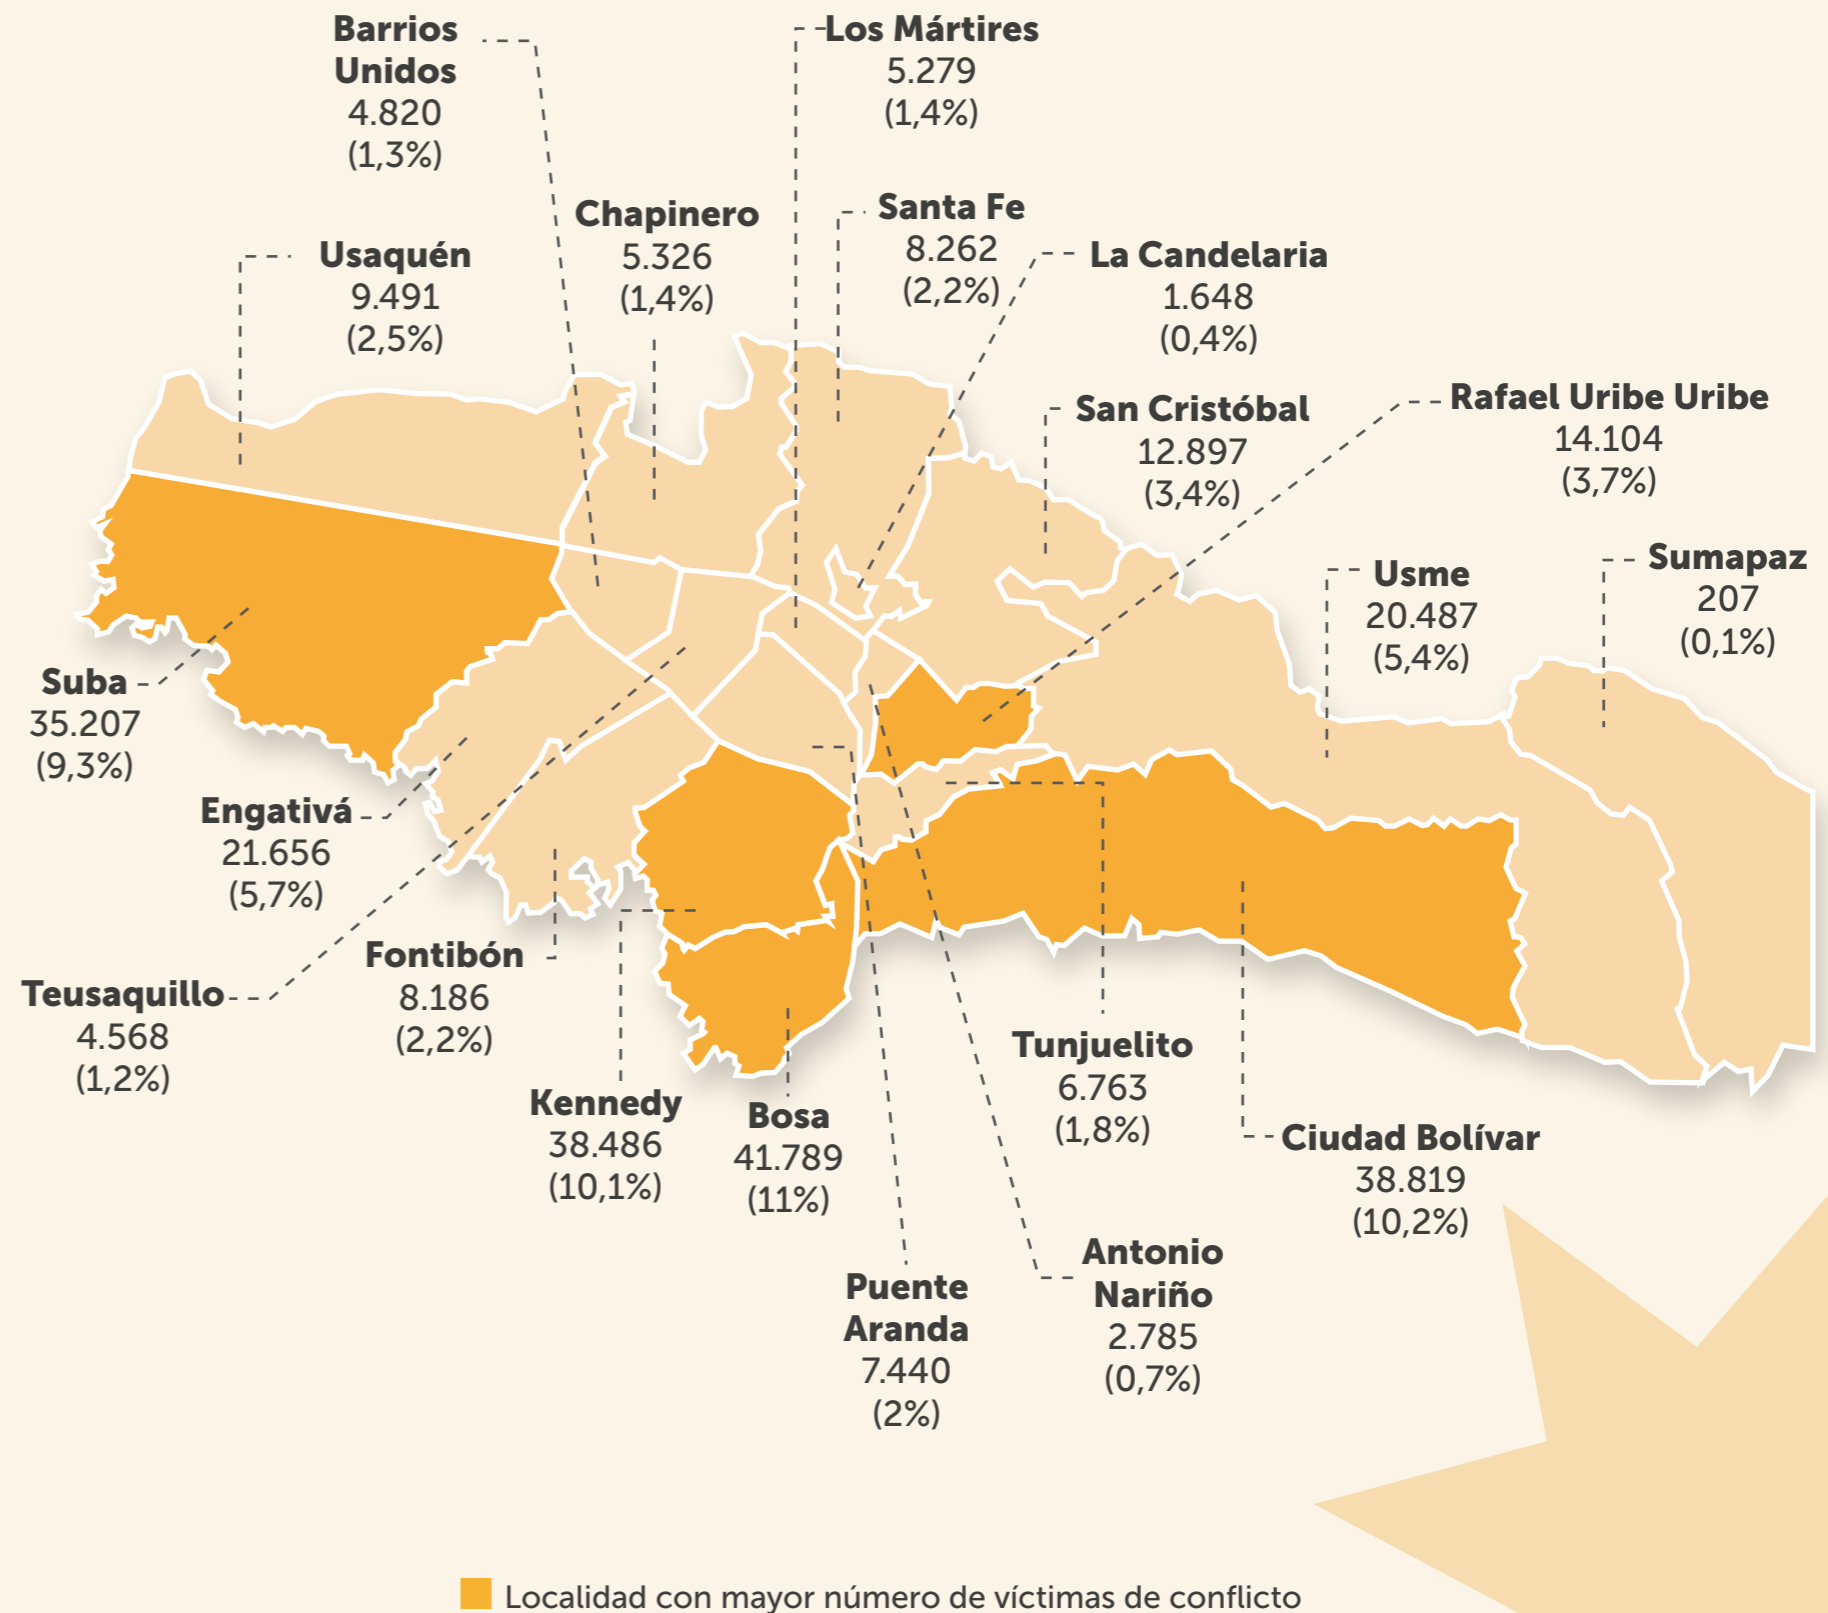 Barrios
Unidos
4.820
(1,3%)
Los Mártires
5.279
(1,4%)
Chapinero
5.326
(1,4%)
Santa Fe
8.262
(2,2%)
Usaquén
9.491
(2,5%)
La Candelaria
1.648
(0,4%)
San Cristóbal
12.897
(3,4%)
Rafael Uribe Uribe
14.104
(3,7%)
Usme
20.487
(5,4%)
Sumapaz
207
(0,1%)
Suba
35.207
(9,3%)
Engativá
21.656
(5,7%)
Teusaquillo
4.568
(1,2%)
Fontibón
8.186
(2,2%)
Kennedy
38.486
(10,1%)
Bosa
41.789
(11%)
Tunjuelito
6.763
(1,8%)
Ciudad Bolívar
38.819
(10,2%)
Puente
Aranda
7.440
(2%)
Antonio
Nariño
2.785
(0,7%)
Localidad con mayor número de víctimas de conflicto